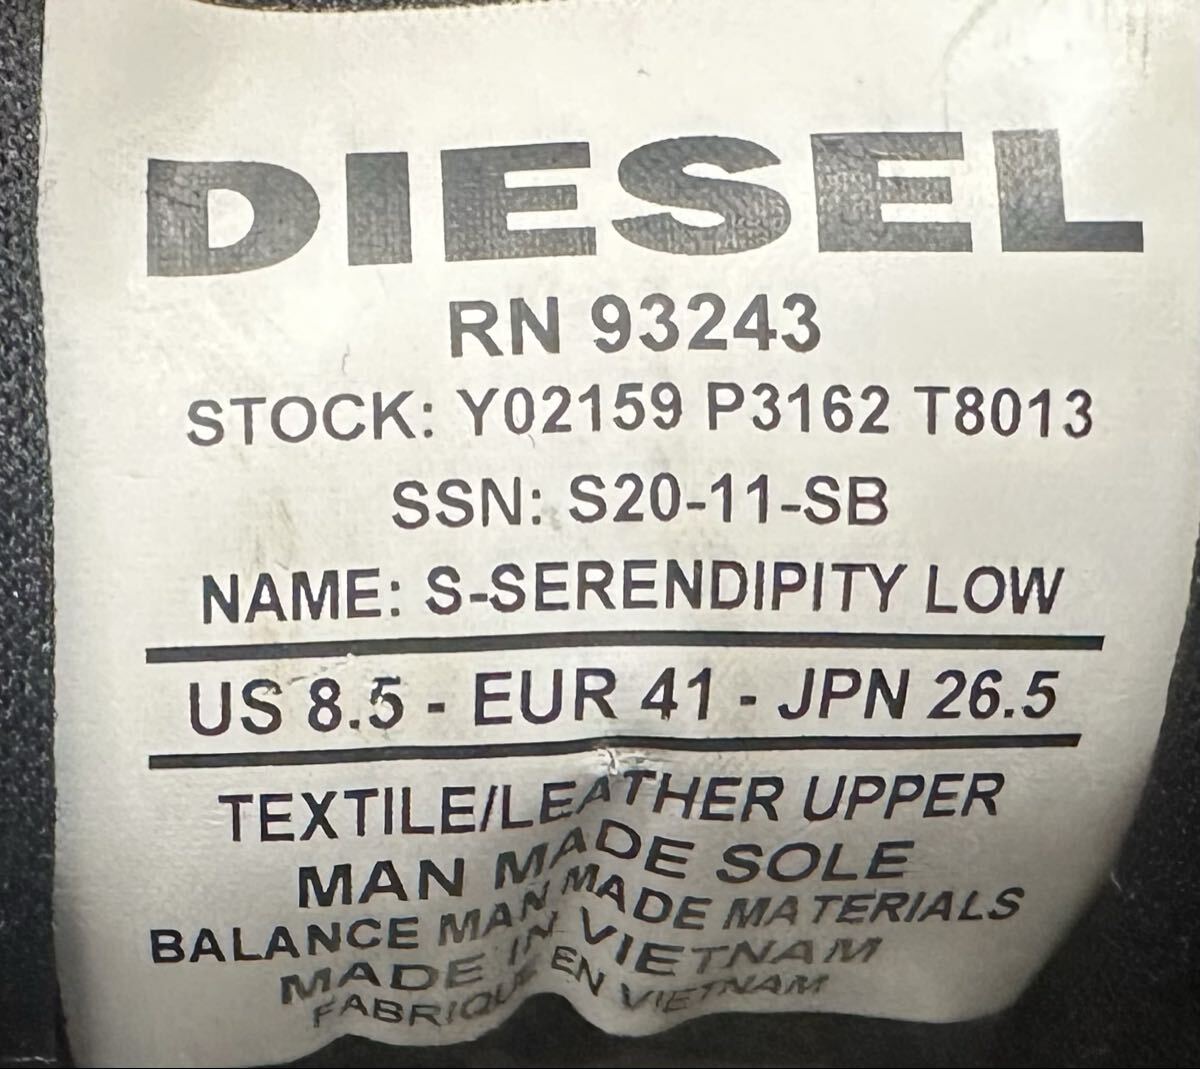 DIESEL
RN 93243
STOCK: Y02159 P3162 T8013
SSN: S20-11-SB
NAME: S-SERENDIPITY LOW
US 8.5 - EUR 41 - JPN 26.5
TEXTILE/LEATHER UPPER
MAN MADE SOLE
BALANCE MAN MADE MATERIALS
MADE IN VIETNAM
FABRIQUE EN VIETNAM